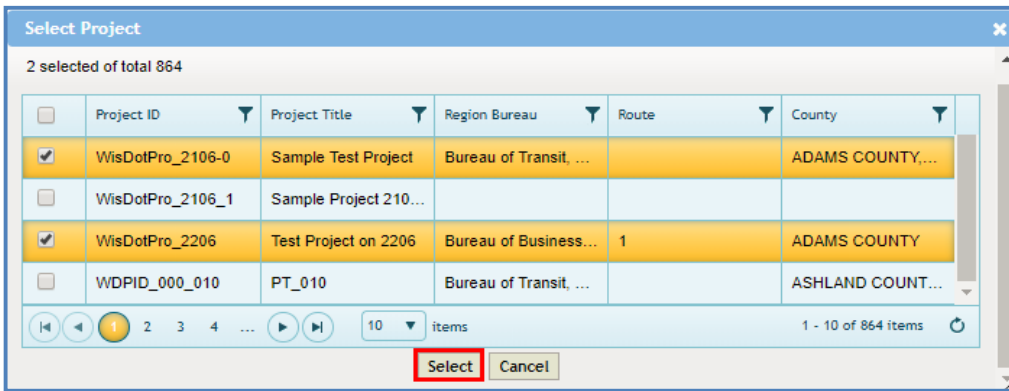 Select Project
2 selected of total 864
Project ID Project Title Region Bureau Route County
WisDotPro_2106-0 Sample Test Project Bureau of Transit, ... ADAMS COUNTY,...
WisDotPro_2106_1 Sample Project 210...
WisDotPro_2206 Test Project on 2206 Bureau of Business... 1 ADAMS COUNTY
WDPID_000_010 PT_010 Bureau of Transit, ... ASHLAND COUNT...
1 2 3 4 ... 10 items 1 - 10 of 864 items
Select Cancel